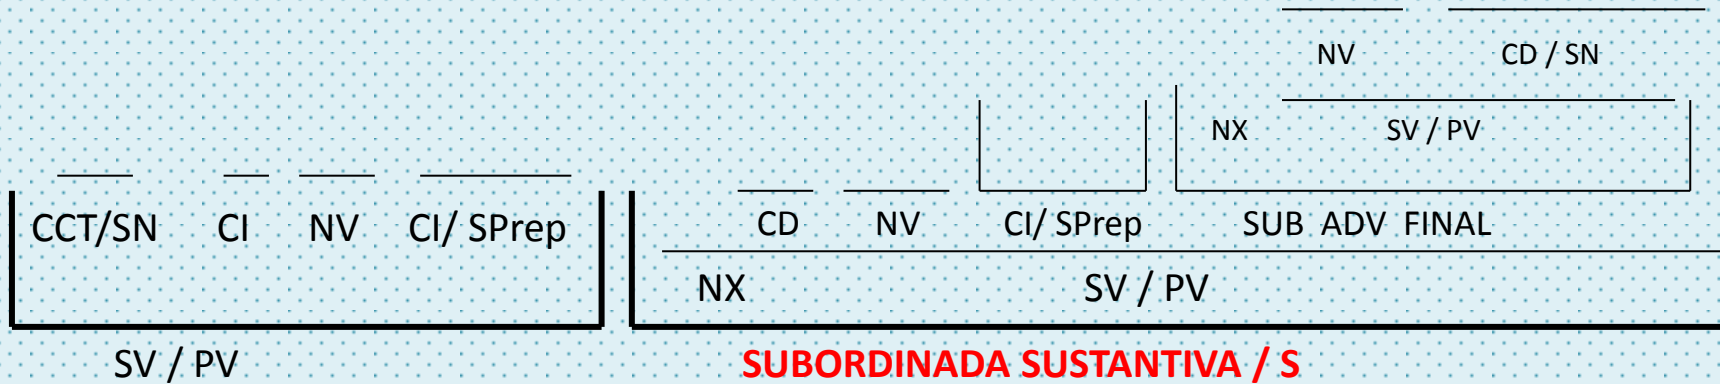 NV CD / SN
NX SV / PV
CCT/SN CI NV CI/ SPrep CD NV CI/ SPrep SUB ADV FINAL
NX SV / PV
SV / PV SUBORDINADA SUSTANTIVA / S